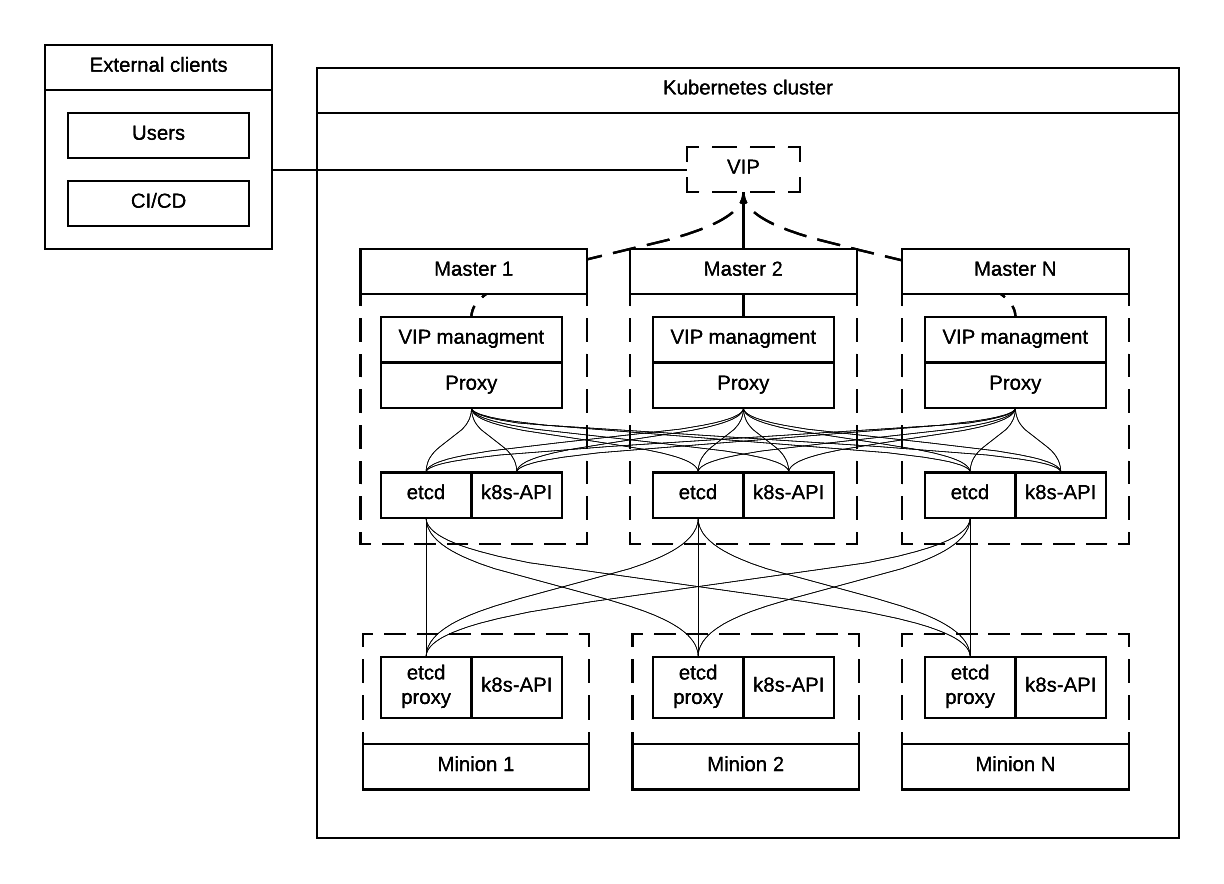 External clients
Users
CI/CD
Kubernetes cluster
VIP
Master 1
Master 2
Master N
VIP managment
VIP managment
VIP managment
Proxy
Proxy
Proxy
etcd
k8s-API
etcd
k8s-API
etcd
k8s-API
etcd
proxy
k8s-API
etcd
proxy
k8s-API
etcd
proxy
k8s-API
Minion 1
Minion 2
Minion N